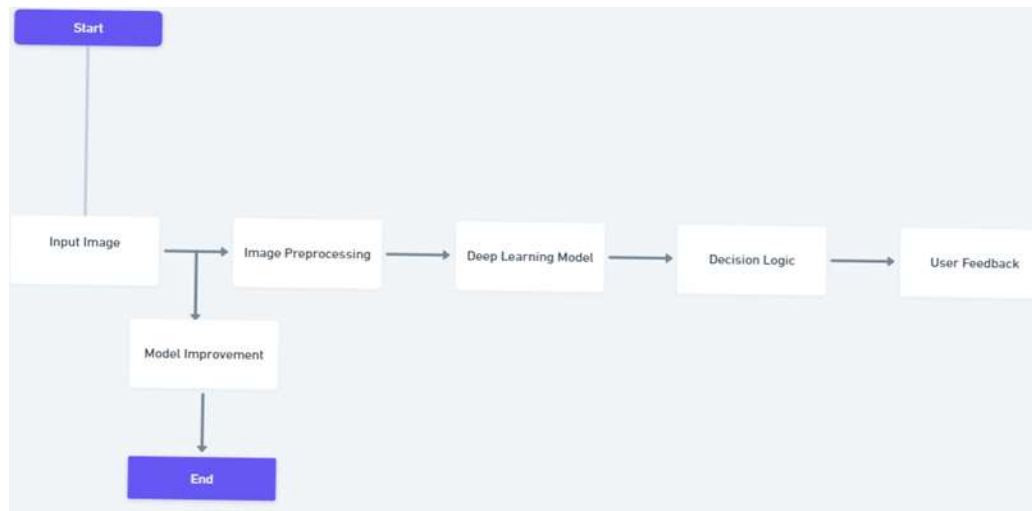 Start
Input Image
Image Preprocessing
Deep Learning Model
Decision Logic
User Feedback
Model Improvement
End